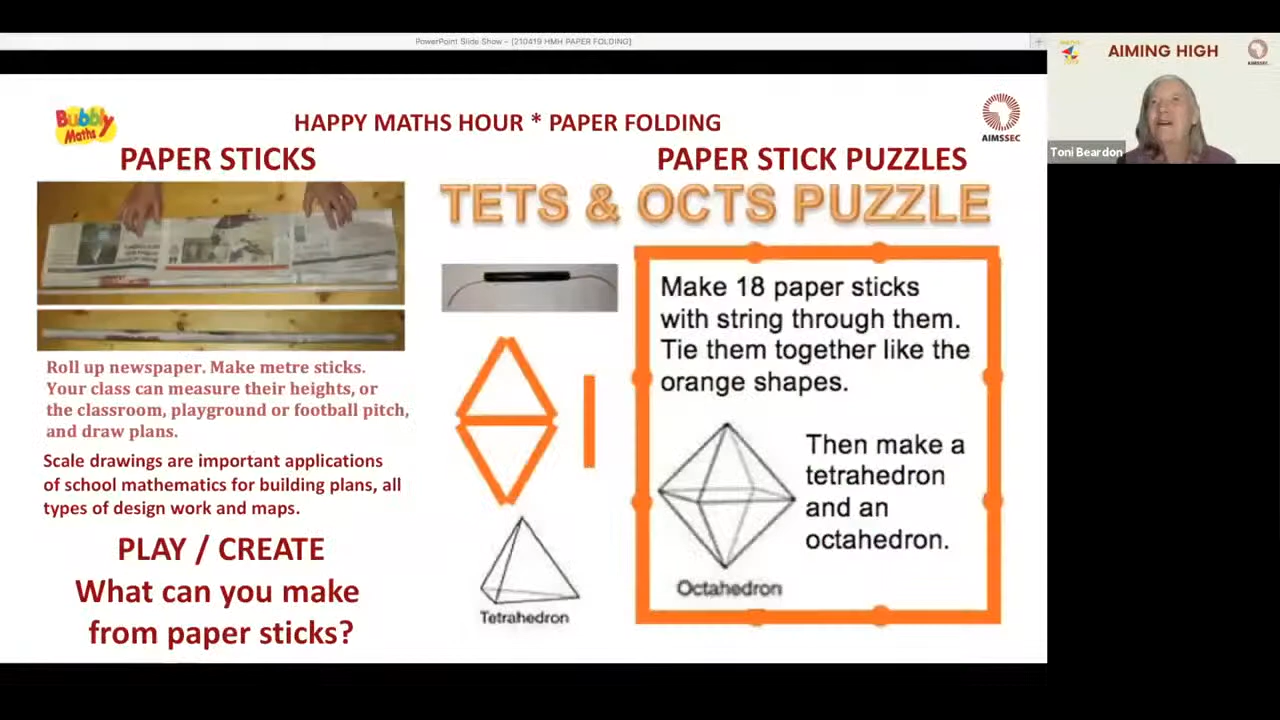 PowerPoint Slide Show - [210419 HMH PAPER FOLDING]
AIMING HIGH
AIMSSEC
Toni Beardon
Bubbly
Maths
HAPPY MATHS HOUR * PAPER FOLDING
AIMSSEC
PAPER STICKS
Roll up newspaper. Make metre sticks.
Your class can measure their heights, or
the classroom, playground or football pitch,
and draw plans.
Scale drawings are important applications
of school mathematics for building plans, all
types of design work and maps.
PLAY / CREATE
What can you make
from paper sticks?
PAPER STICK PUZZLES
TETS & OCTS PUZZLE
Make 18 paper sticks
with string through them.
Tie them together like the
orange shapes.
Then make a
tetrahedron
and an
octahedron.
Octahedron
Tetrahedron